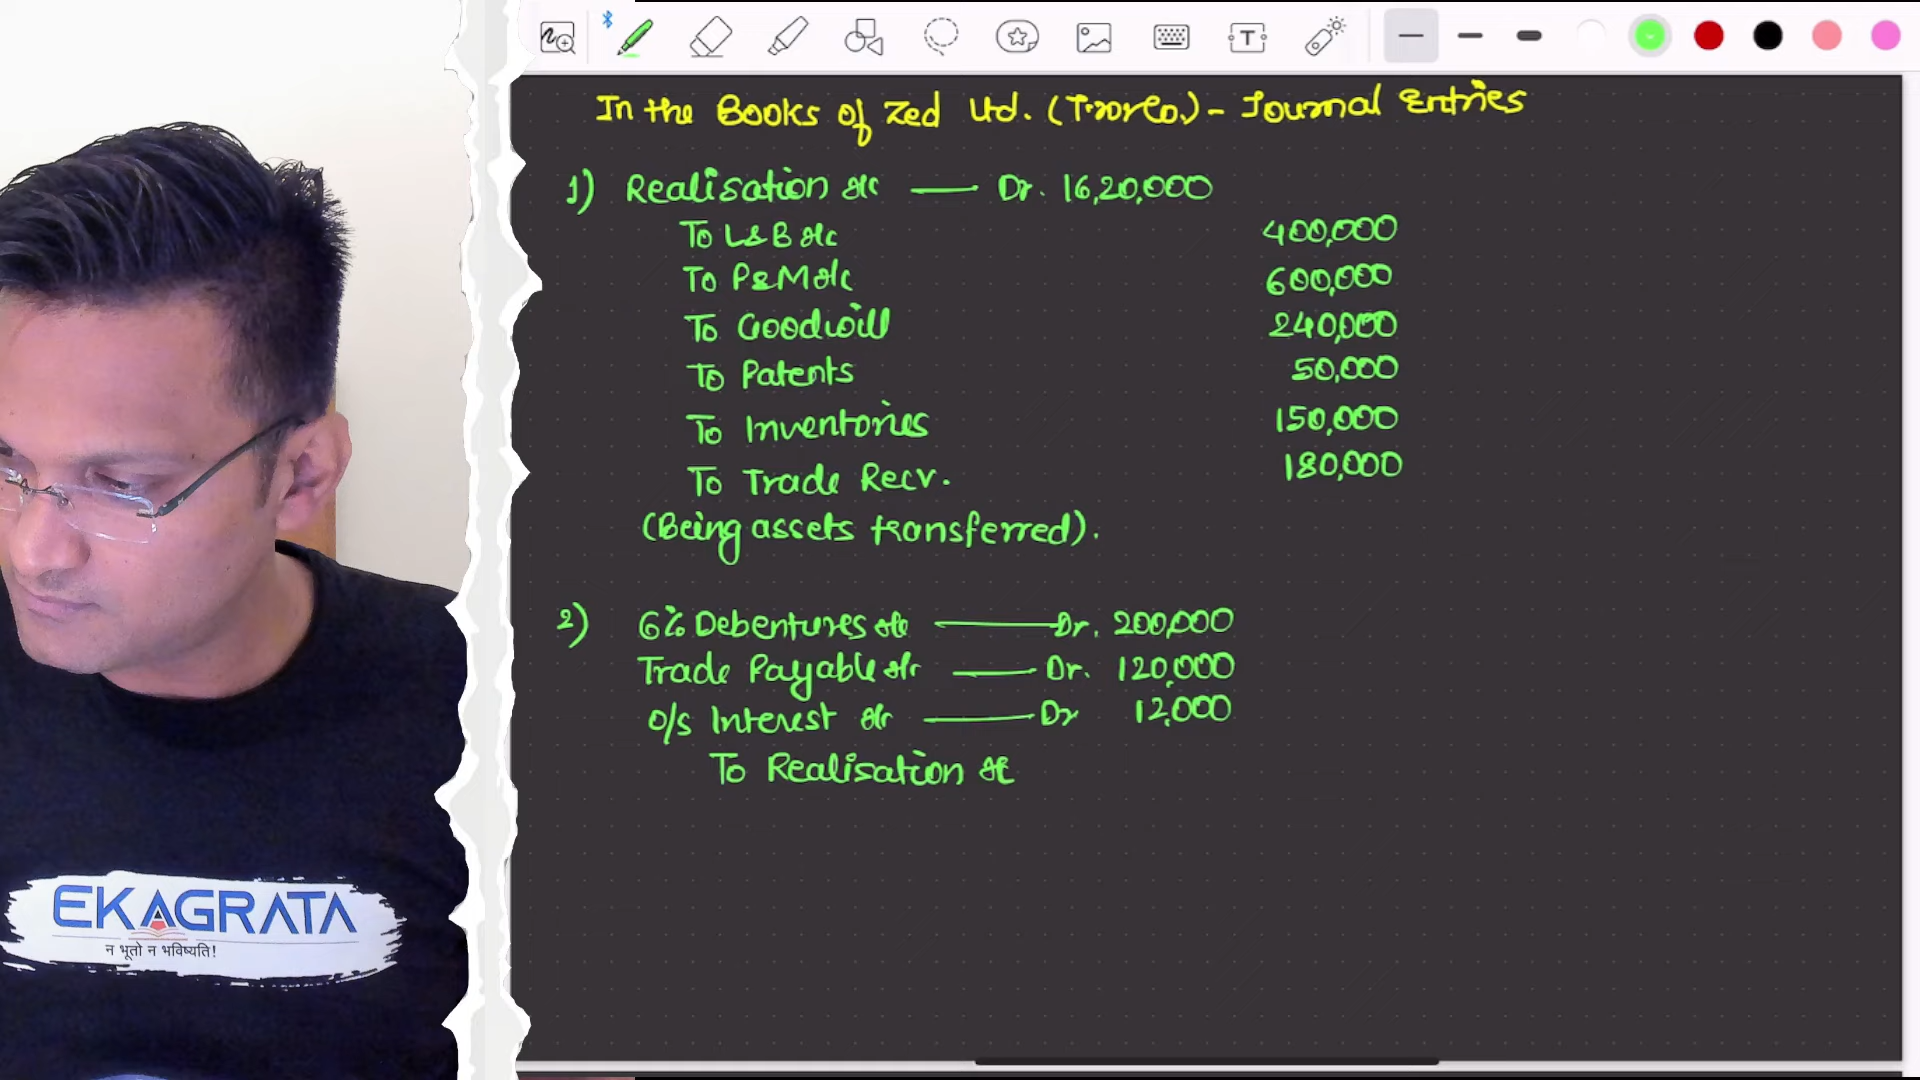 In the Books of Zed Ltd. (Tror Co.) - Journal Entries
1) Realisation a/c —— Dr. 16,20,000
To L&B a/c 400,000
To P&M a/c 600,000
To Goodwill 240,000
To Patents 50,000
To Inventories 150,000
To Trade Recv. 180,000
(Being assets transferred).
2) 6% Debentures a/c ——— Dr. 200,000
Trade Payable a/c —— Dr. 120,000
o/s Interest a/c ——— Dr 12,000
To Realisation a/c
EKAGRATA
न भूतो न भविष्यति!